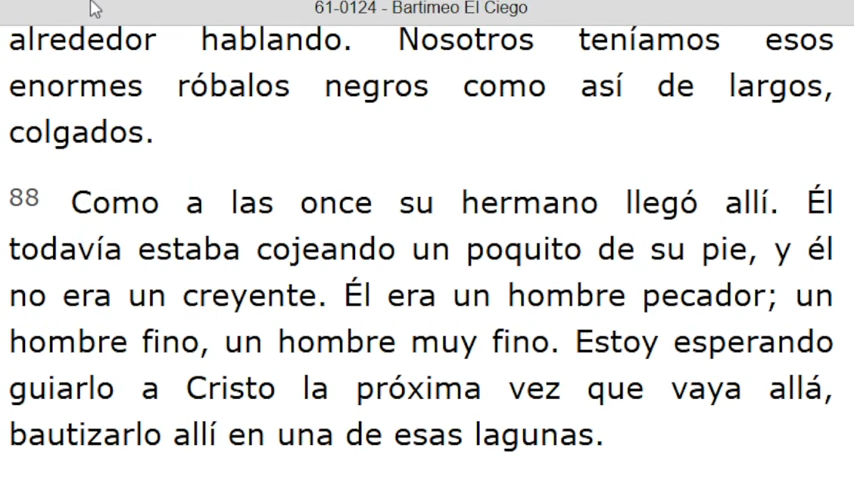 61-0124 - Bartimeo El Ciego
alrededor hablando. Nosotros teníamos esos
enormes róbalos negros como así de largos,
colgados.
88 Como a las once su hermano llegó allí. Él
todavía estaba cojeando un poquito de su pie, y él
no era un creyente. Él era un hombre pecador; un
hombre fino, un hombre muy fino. Estoy esperando
guiarlo a Cristo la próxima vez que vaya allá,
bautizarlo allí en una de esas lagunas.